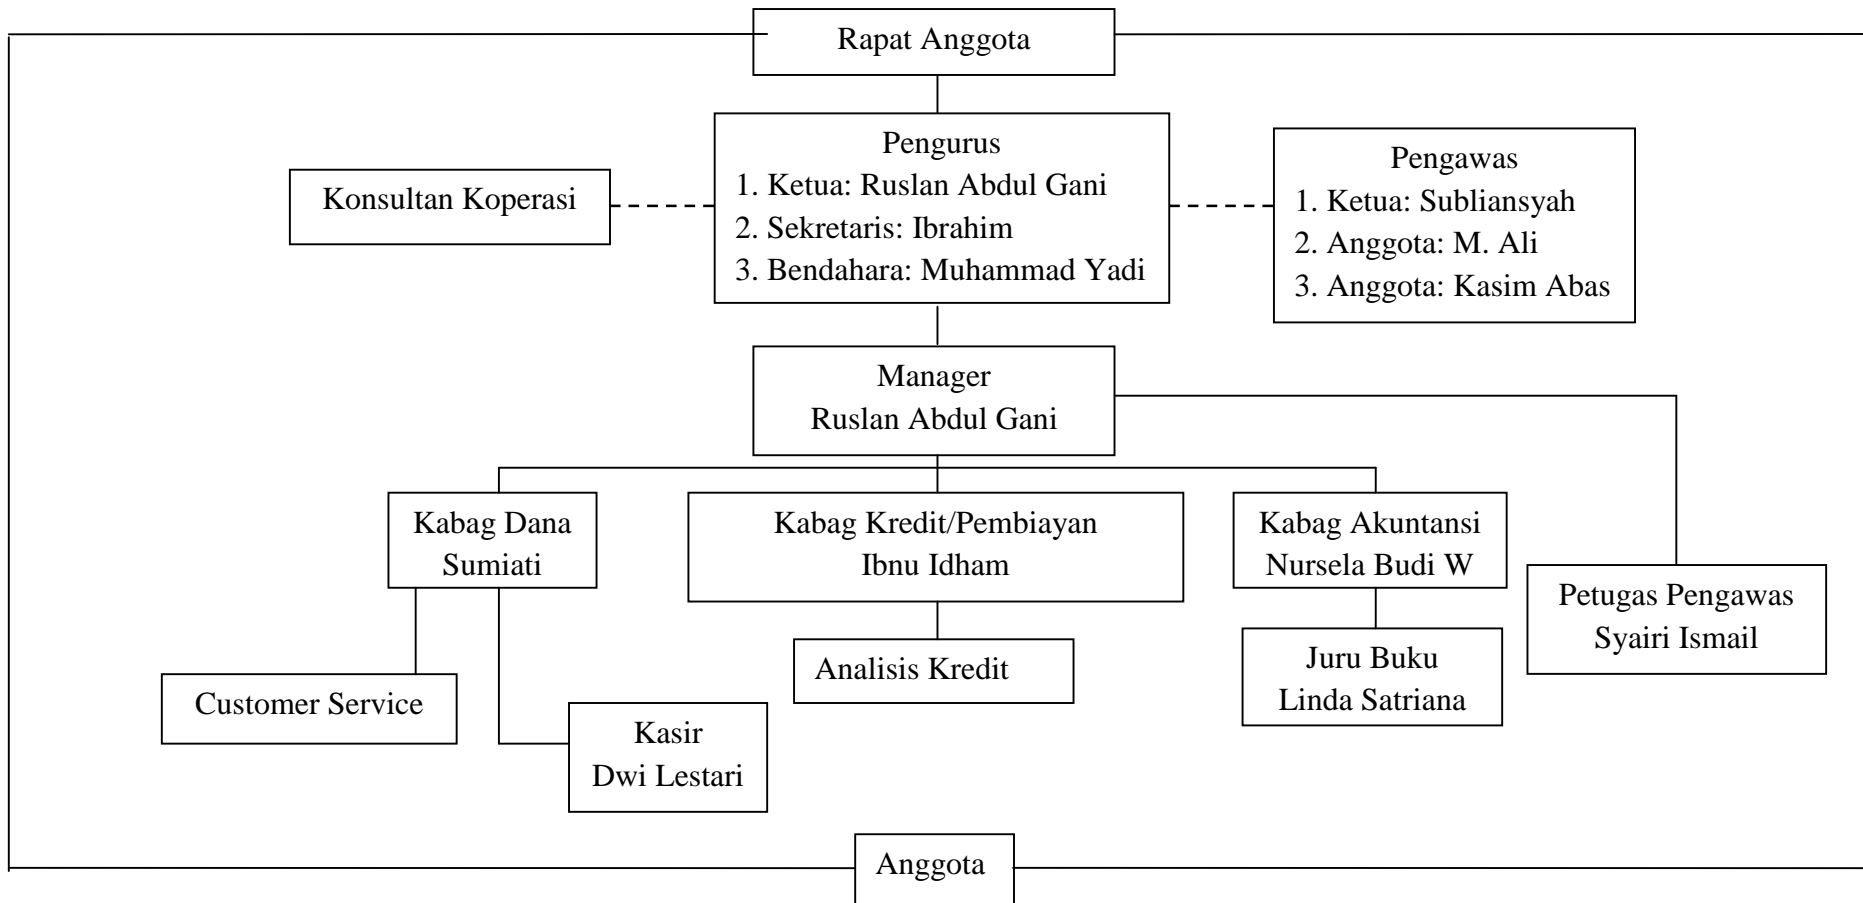 Rapat Anggota
Konsultan Koperasi
Pengurus
1. Ketua: Ruslan Abdul Gani
2. Sekretaris: Ibrahim
3. Bendahara: Muhammad Yadi
Pengawas
1. Ketua: Subliansyah
2. Anggota: M. Ali
3. Anggota: Kasim Abas
Manager
Ruslan Abdul Gani
Kabag Dana
Sumiati
Kabag Kredit/Pembiayan
Ibnu Idham
Kabag Akuntansi
Nursela Budi W
Petugas Pengawas
Syairi Ismail
Customer Service
Kasir
Dwi Lestari
Analisis Kredit
Juru Buku
Linda Satriana
Anggota